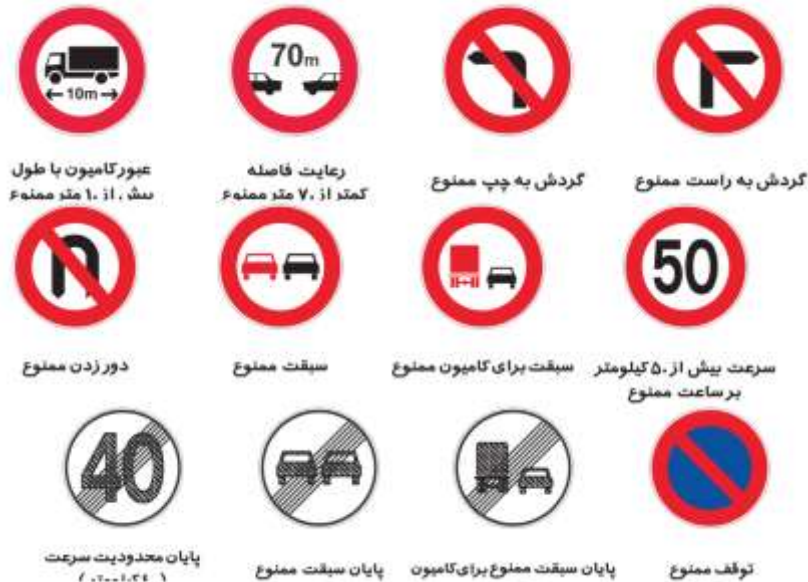 70m
10m
گردش به راست ممنوع
گردش به چپ ممنوع
رعایت فاصله
کمتر از ۷۰ متر ممنوع
عبور کامیون با طول
بیش از ۱۰ متر ممنوع
50
سرعت بیش از ۵۰ کیلومتر
بر ساعت ممنوع
سبقت برای کامیون ممنوع
سبقت ممنوع
دور زدن ممنوع
40
توقف ممنوع
پایان سبقت ممنوع برای کامیون
پایان سبقت ممنوع
پایان محدودیت سرعت